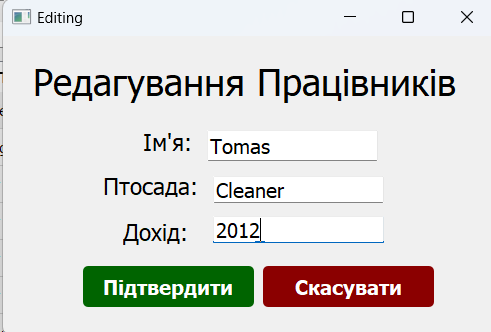 Editing
Редагування Працівників
Ім'я: Tomas
Птосада: Cleaner
Дохід: 2012
Підтвердити Скасувати